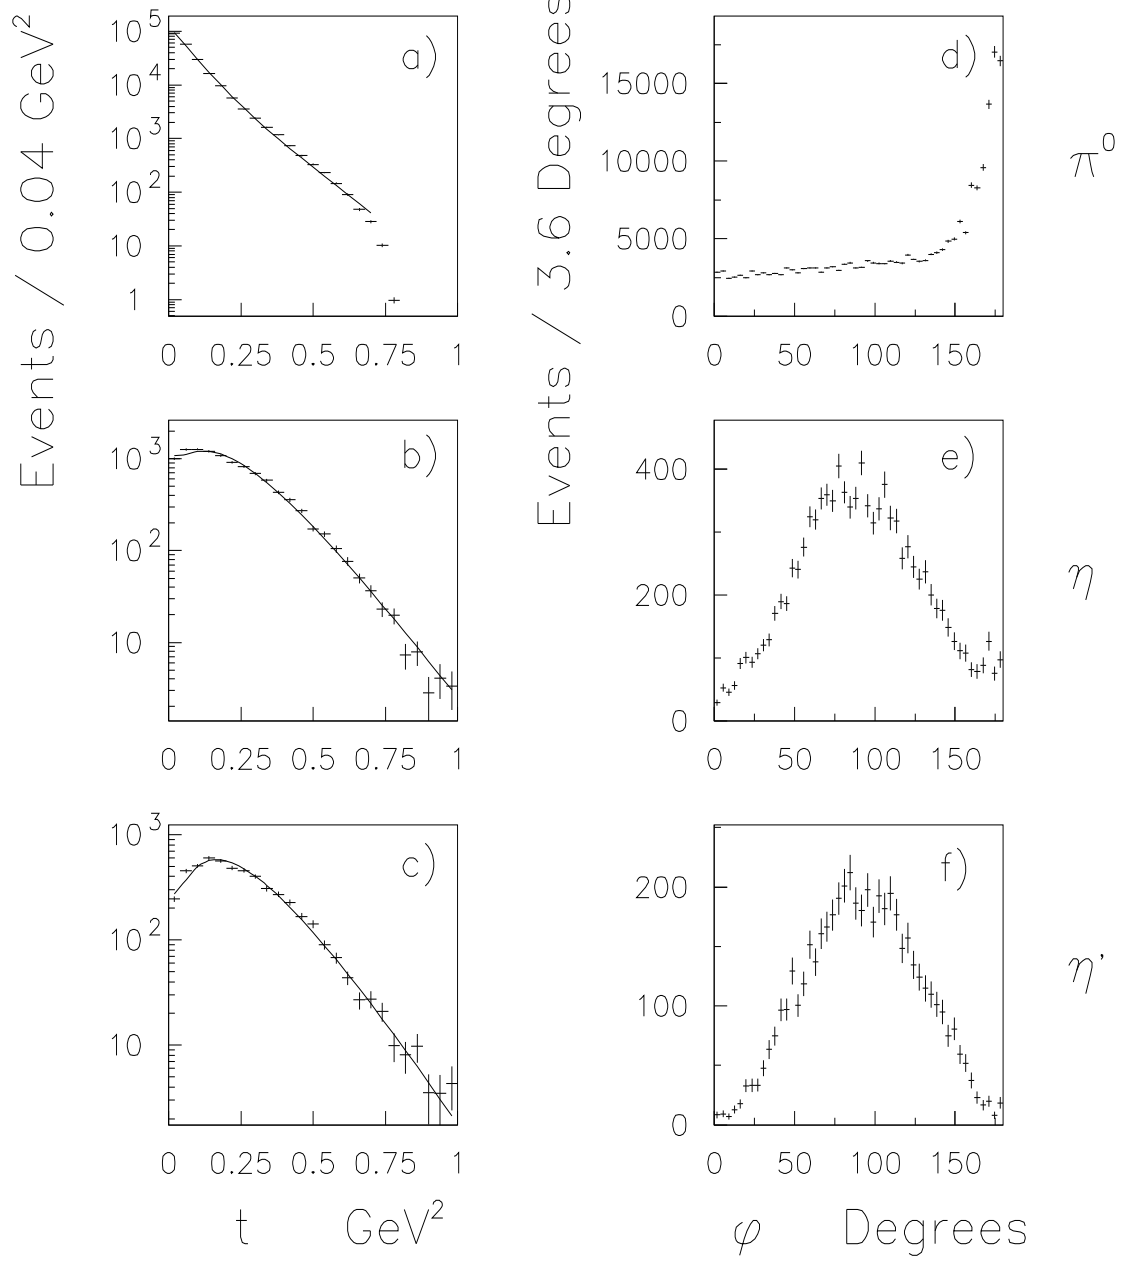 Events / 0.04 GeV²
10⁵
10⁴
10³
10²
10
1
a)
0 0.25 0.5 0.75 1
Events / 3.6 Degrees
15000
10000
5000
0
d)
0 50 100 150
π⁰
10³
10²
10
b)
0 0.25 0.5 0.75 1
400
200
0
e)
0 50 100 150
η
10³
10²
10
c)
0 0.25 0.5 0.75 1
t GeV²
200
100
0
f)
0 50 100 150
φ Degrees
η'